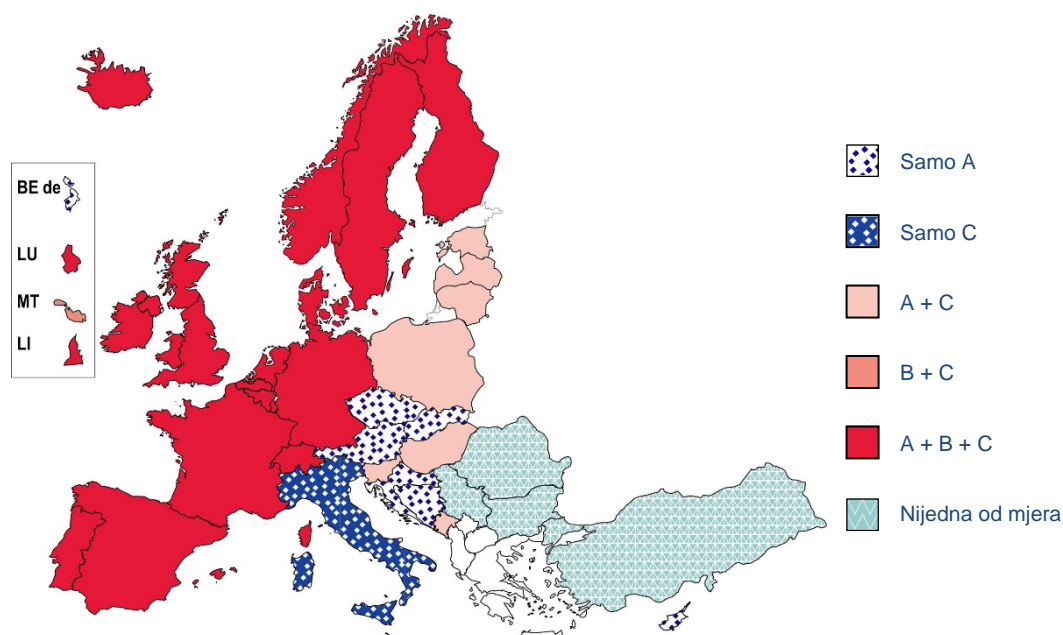 BE de
LU
MT
LI
Samo A
Samo C
A + C
B + C
A + B + C
Nijedna od mjera